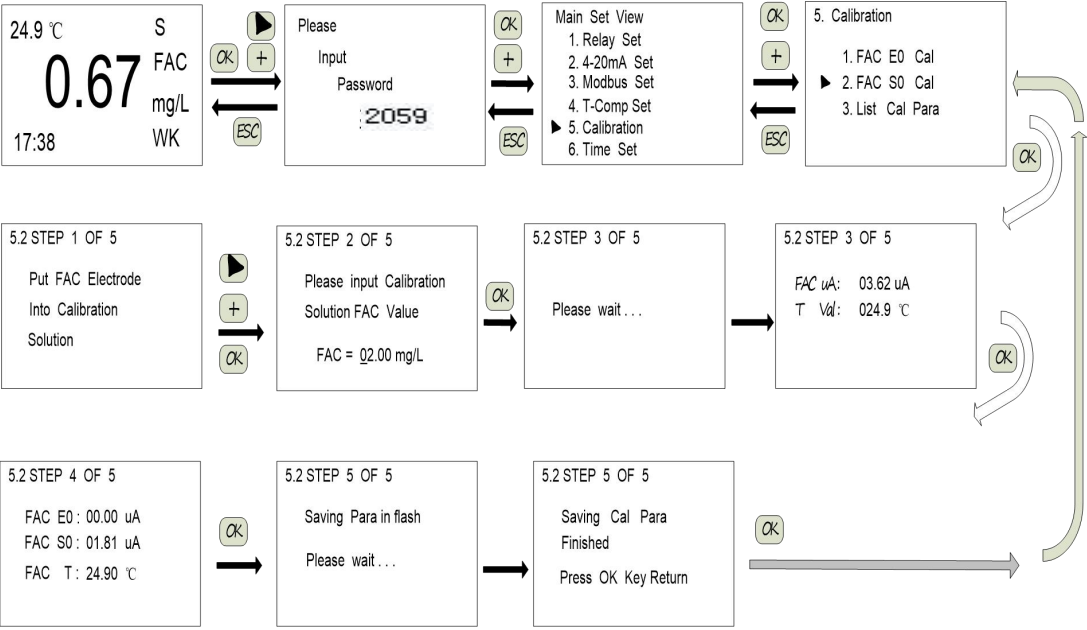 24.9 ℃
S
FAC
0.67
mg/L
17:38
WK
OK
+
ESC
Please
Input
Password
2059
OK
+
ESC
Main Set View
1. Relay Set
2. 4-20mA Set
3. Modbus Set
4. T-Comp Set
5. Calibration
6. Time Set
OK
+
ESC
5. Calibration
1. FAC E0 Cal
2. FAC S0 Cal
3. List Cal Para
OK
5.2 STEP 1 OF 5
Put FAC Electrode
Into Calibration
Solution
+
OK
5.2 STEP 2 OF 5
Please input Calibration
Solution FAC Value
FAC = 02.00 mg/L
OK
5.2 STEP 3 OF 5
Please wait . . .
5.2 STEP 3 OF 5
FAC uA: 03.62 uA
T Val: 024.9 ℃
OK
5.2 STEP 4 OF 5
FAC E0 : 00.00 uA
FAC S0 : 01.81 uA
FAC T : 24.90 ℃
OK
5.2 STEP 5 OF 5
Saving Para in flash
Please wait . . .
5.2 STEP 5 OF 5
Saving Cal Para
Finished
Press OK Key Return
OK